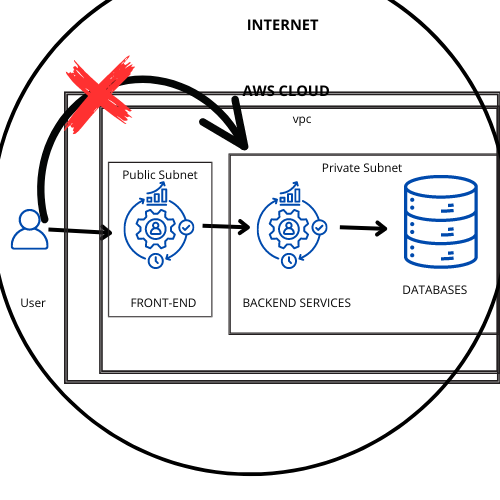 INTERNET
AWS CLOUD
vpc
Public Subnet
Private Subnet
User
FRONT-END
BACKEND SERVICES
DATABASES